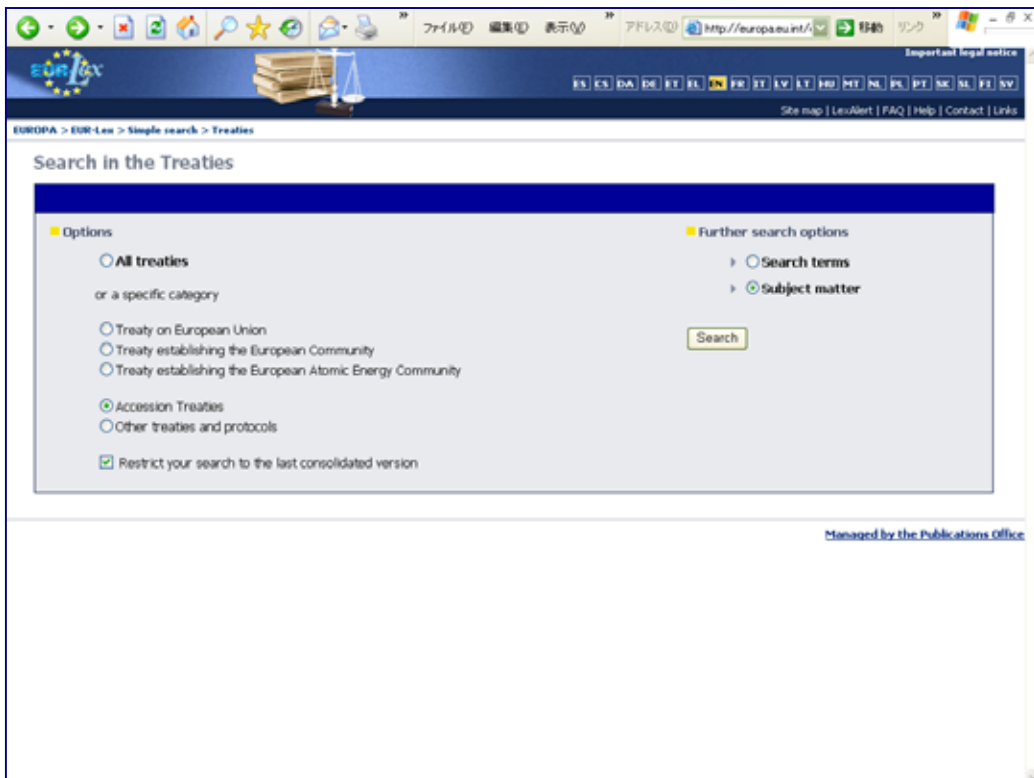 ファイル(F) 編集(E) 表示(V) アドレス(D) http://europa.eu.int/ 移動 リンク
Important legal notice
EUR lex
ES CS DA DE ET EL EN FR IT LV LT HU MT NL PL PT SK SL FI SV
Site map | LexAlert | FAQ | Help | Contact | Links
EUROPA > EUR-Lex > Simple search > Treaties
Search in the Treaties
Options
All treaties
or a specific category
Treaty on European Union
Treaty establishing the European Community
Treaty establishing the European Atomic Energy Community
Accession Treaties
Other treaties and protocols
Restrict your search to the last consolidated version
Further search options
Search terms
Subject matter
Search
Managed by the Publications Office